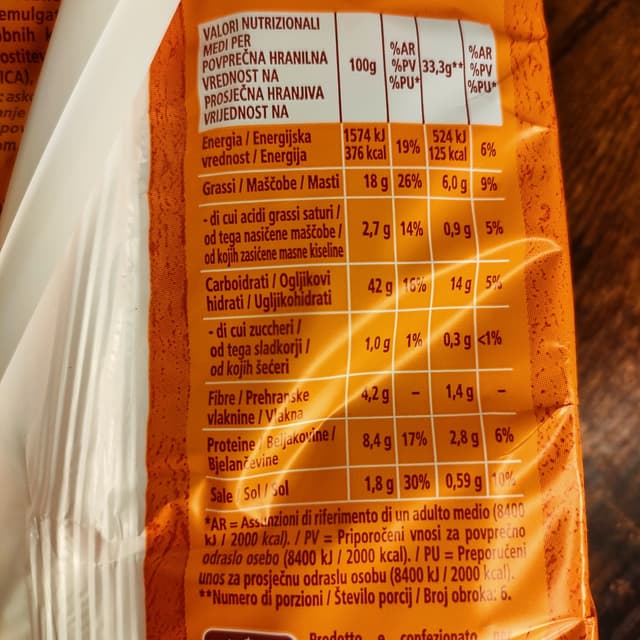 emulga
obnih k
ostitev
ICA),
aske
nje
pov
om
VALORI NUTRIZIONALI
MEDI PER
POVPREČNA HRANILNA
VREDNOST NA
PROSJEČNA HRANJIVA
VRIJEDNOST NA
100g
%AR
%PV
%PU*
33,3g**
%AR
%PV
%PU*
Energia / Energijska
vrednost / Energija
1574 kJ
376 kcal
19%
524 kJ
125 kcal
6%
Grassi / Maščobe / Masti 18 g 26% 6,0 g 9%
- di cui acidi grassi saturi /
od tega nasičene maščobe /
od kojih zasićene masne kiseline
2,7 g 14% 0,9 g 5%
Carboidrati / Ogljikovi
hidrati / Ugljikohidrati
42 g 16% 14 g 5%
- di cui zuccheri /
od tega sladkorji /
od kojih šećeri
1,0 g 1% 0,3 g <1%
Fibre / Prehranske
vlaknine / Vlakna
4,2 g – 1,4 g –
Proteine / Beljakovine /
Bjelančevine
8,4 g 17% 2,8 g 6%
Sale / Sol / Sol 1,8 g 30% 0,59 g 10%
*AR = Assunzioni di riferimento di un adulto medio (8400
kJ / 2000 kcal). / PV = Priporočeni vnosi za povprečno
odraslo osebo (8400 kJ / 2000 kcal). / PU = Preporučeni
unos za prosječnu odraslu osobu (8400 kJ / 2000 kcal).
**Numero di porzioni / Število porcij / Broj obroka: 6.
Prodotto e confezionato